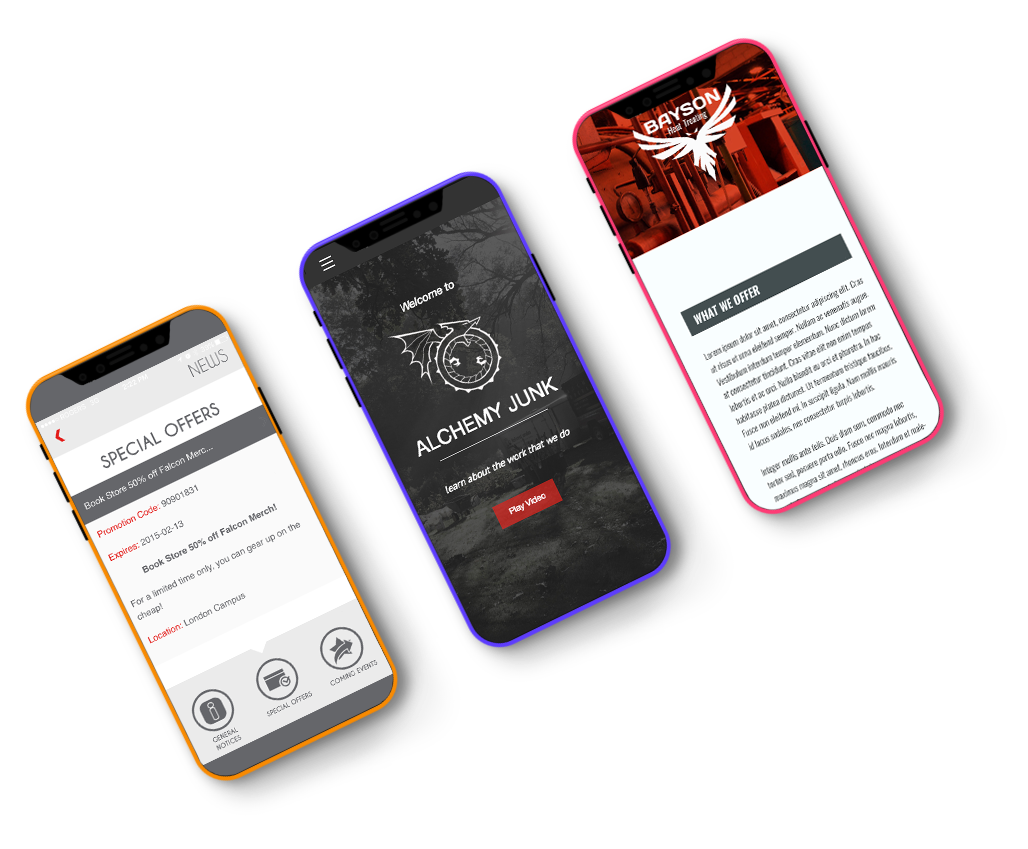 NEWS
SPECIAL OFFERS
Book Store 50% off Falcon Merc...
Promotion Code: 90901831
Expires: 2015-02-13
Book Store 50% off Falcon Merch!
For a limited time only, you can gear up on the
cheap!
Location: London Campus
GENERAL
NOTICES
SPECIAL OFFERS
COMING EVENTS
Welcome to
ALCHEMY JUNK
learn about the work that we do
Play Video
BAYSON
Heat Treating
WHAT WE OFFER
Lorem ipsum dolor sit amet, consectetur adipiscing elit. Cras
ut risus et urna eleifend semper. Nullam ac venenatis augue.
Vestibulum interdum tempor elementum. Nunc dictum lorem
at consectetur tincidunt. Cras vitae elit non enim tempon
lobortis et ac orci. Nulla blandit au orci et pharetra. In hac
habitasse platea dictumst. Ut fermentum tristique faucibus.
Fusce non eleifend est. In suscipit ligula. Nam mollis mauris
id lacus sodales, nec consectetur turpis lobortis.
Integer mollis ante felis. Duis diam sem, commodo nec
tortor sed, posuere porta odio. Fusce nec magna lobortis,
maximus magna sit amet, rhoncus eros. Interdum et male-